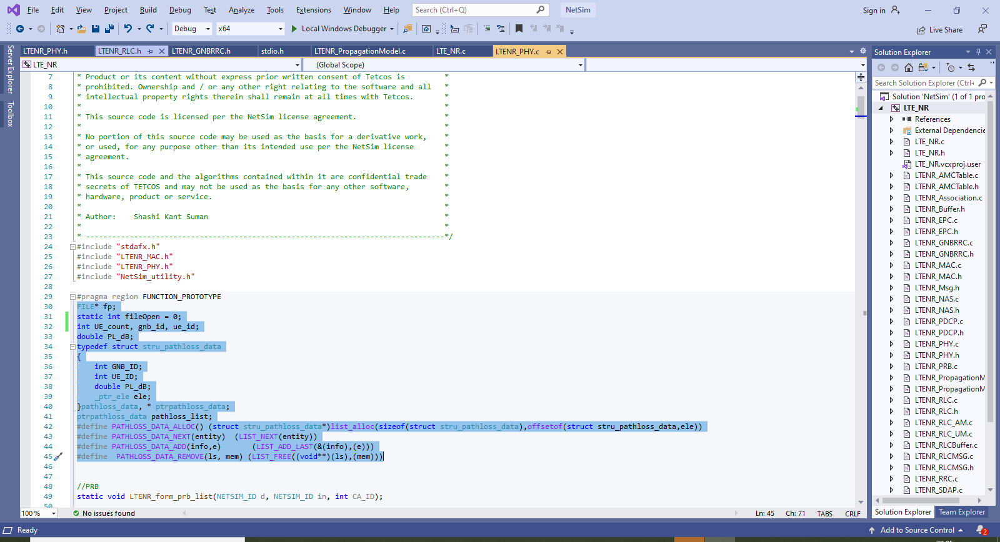 File Edit View Project Build Debug Test Analyze Tools Extensions Window Help Search (Ctrl+Q) NetSim Sign in
Debug x64 Local Windows Debugger Live Share
Server Explorer
Toolbox
LTENR_PHY.h LTENR_RLC.h LTENR_GNBRRC.h stdio.h LTENR_PropagationModel.c LTE_NR.c LTENR_PHY.c
LTE_NR (Global Scope)
7 * Product or its content without express prior written consent of Tetcos is *
8 * prohibited. Ownership and / or any other right relating to the software and all *
9 * intellectual property rights therein shall remain at all times with Tetcos. *
10 * *
11 * This source code is licensed per the NetSim license agreement. *
12 * *
13 * No portion of this source code may be used as the basis for a derivative work, *
14 * or used, for any purpose other than its intended use per the NetSim license *
15 * agreement. *
16 * *
17 * This source code and the algorithms contained within it are confidential trade *
18 * secrets of TETCOS and may not be used as the basis for any other software, *
19 * hardware, product or service. *
20 * *
21 * Author: Shashi Kant Suman *
22 * *
23 * ----------------------------------------------------------------------------------*/
24 #include "stdafx.h"
25 #include "LTENR_MAC.h"
26 #include "LTENR_PHY.h"
27 #include "NetSim_utility.h"
28
29 #pragma region FUNCTION_PROTOTYPE
30 FILE* fp;
31 static int fileOpen = 0;
32 int UE_count, gnb_id, ue_id;
33 double PL_dB;
34 typedef struct stru_pathloss_data
35 {
36 int GNB_ID;
37 int UE_ID;
38 double PL_dB;
39 _ptr_ele ele;
40 }pathloss_data, * ptrpathloss_data;
41 ptrpathloss_data pathloss_list;
42 #define PATHLOSS_DATA_ALLOC() (struct stru_pathloss_data*)list_alloc(sizeof(struct stru_pathloss_data),offsetof(struct stru_pathloss_data,ele))
43 #define PATHLOSS_DATA_NEXT(entity) (LIST_NEXT(entity))
44 #define PATHLOSS_DATA_ADD(info,e) (LIST_ADD_LAST(&(info),(e)))
45 #define PATHLOSS_DATA_REMOVE(ls, mem) (LIST_FREE((void**)(ls),(mem)))
46
47
48 //PRB
49 static void LTENR_form_prb_list(NETSIM_ID d, NETSIM_ID in, int CA_ID);
50
100 % No issues found Ln: 45 Ch: 71 TABS CRLF
Solution Explorer
Search Solution Explorer (Ctrl+
Solution 'NetSim' (1 of 1 pro
LTE_NR
References
External Dependencie
LTE_NR.c
LTE_NR.h
LTE_NR.vcxproj.user
LTENR_AMCTable.c
LTENR_AMCTable.h
LTENR_Association.c
LTENR_Buffer.h
LTENR_EPC.c
LTENR_EPC.h
LTENR_GNBRRC.c
LTENR_GNBRRC.h
LTENR_MAC.c
LTENR_MAC.h
LTENR_Msg.h
LTENR_NAS.c
LTENR_NAS.h
LTENR_PDCP.c
LTENR_PDCP.h
LTENR_PHY.c
LTENR_PHY.h
LTENR_PRB.c
LTENR_PropagationM
LTENR_PropagationM
LTENR_RLC.c
LTENR_RLC.h
LTENR_RLC_AM.c
LTENR_RLC_UM.c
LTENR_RLCBuffer.c
LTENR_RLCMSG.c
LTENR_RLCMSG.h
LTENR_RRC.c
LTENR_SDAP.c
Solution Explorer Team Explorer
Ready Add to Source Control 2